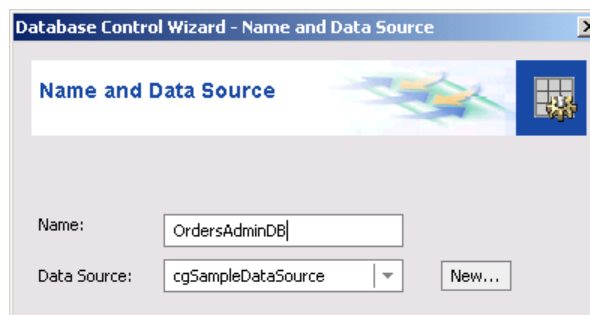 Database Control Wizard - Name and Data Source
Name and Data Source
Name: OrdersAdminDB
Data Source: cgSampleDataSource New...